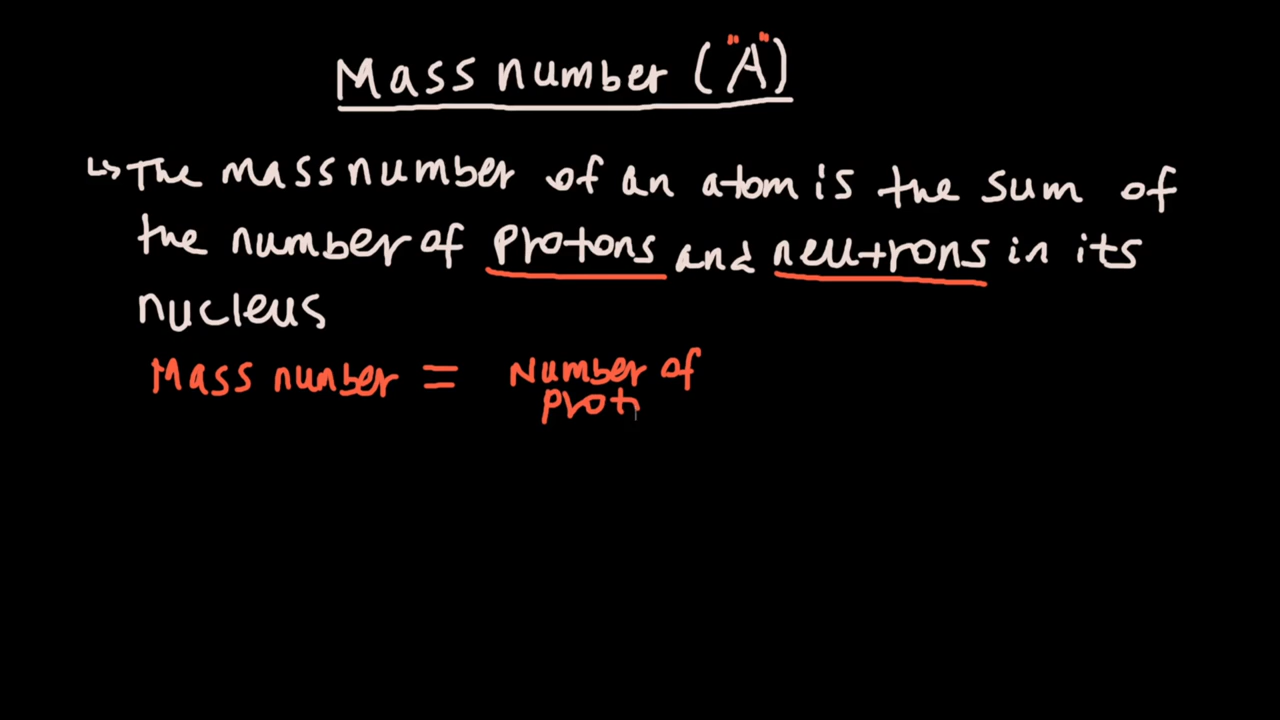 Mass number ("A")
↳ The mass number of an atom is the sum of
the number of protons and neutrons in its
nucleus
Mass number = Number of
prot